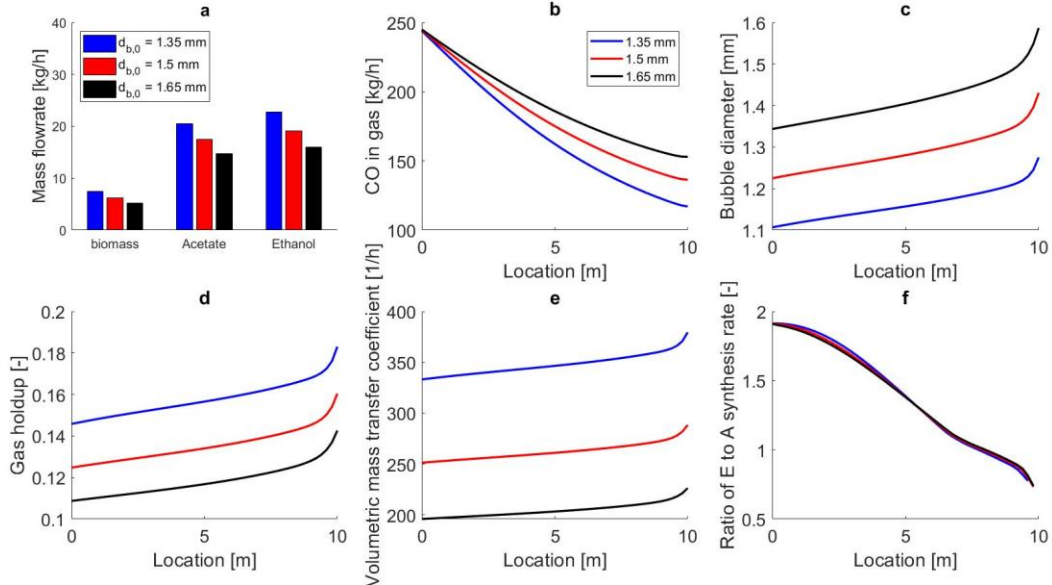 a
Mass flowrate [kg/h]
40
30
20
10
0
d_b,0 = 1.35 mm
d_b,0 = 1.5 mm
d_b,0 = 1.65 mm
biomass Acetate Ethanol
b
CO in gas [kg/h]
250
200
150
100
1.35 mm
1.5 mm
1.65 mm
0 5 10
Location [m]
c
Bubble diameter [mm]
1.6
1.5
1.4
1.3
1.2
1.1
0 5 10
Location [m]
d
Gas holdup [-]
0.2
0.18
0.16
0.14
0.12
0.1
0 5 10
Location [m]
e
Volumetric mass transfer coefficient [1/h]
400
350
300
250
200
0 5 10
Location [m]
f
Ratio of E to A synthesis rate [-]
2
1.5
1
0.5
0 5 10
Location [m]